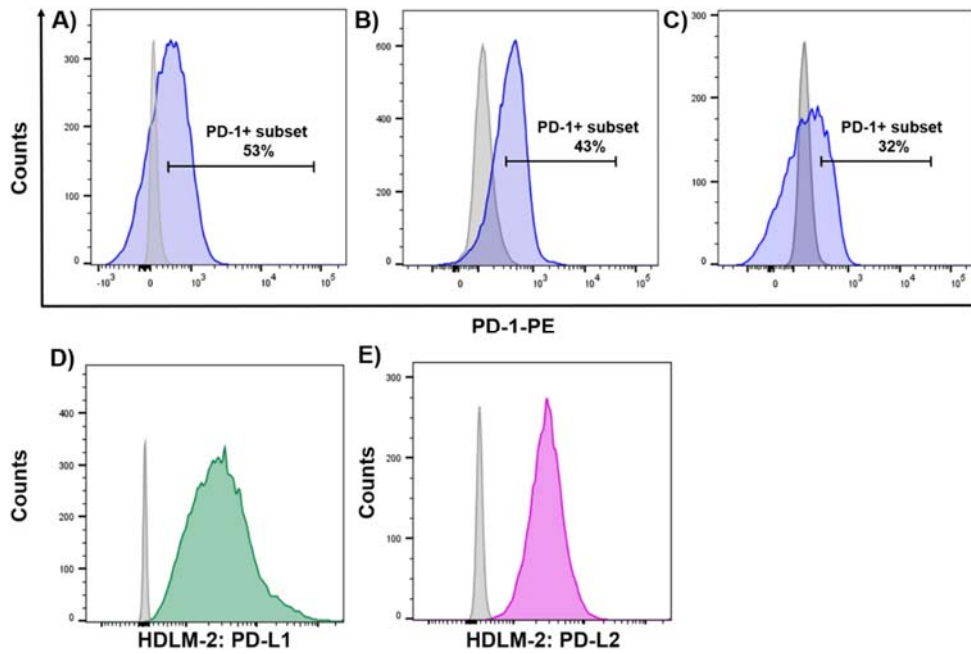 A)
Counts
300
200
100
0
-10³
0
10³
10⁴
10⁵
PD-1+ subset
53%
B)
600
400
200
0
0
10³
10⁴
10⁵
PD-1+ subset
43%
C)
300
200
100
0
0
10³
10⁴
10⁵
PD-1+ subset
32%
PD-1-PE
D)
Counts
400
300
200
100
0
HDLM-2: PD-L1
E)
Counts
300
200
100
0
HDLM-2: PD-L2